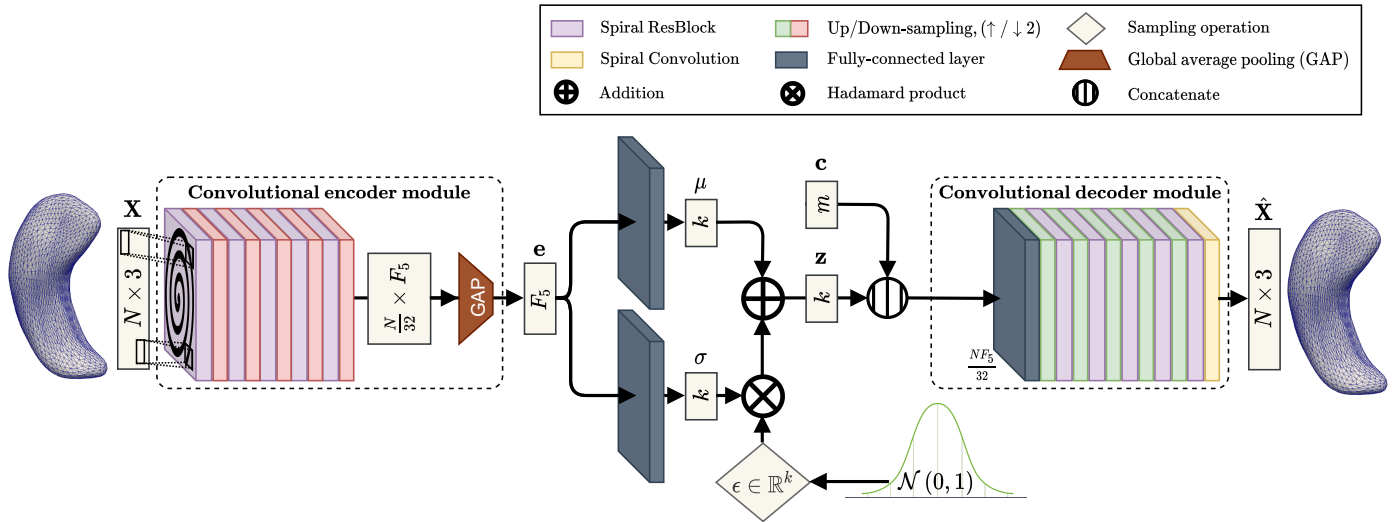 Spiral ResBlock
Up/Down-sampling, (↑ / ↓ 2)
Sampling operation
Spiral Convolution
Fully-connected layer
Global average pooling (GAP)
Addition
Hadamard product
Concatenate
Convolutional encoder module
X
N × 3
N/32 × F₅
GAP
e
F₅
μ
k
σ
k
c
m
z
k
ϵ ∈ ℝᵏ
𝒩 (0, 1)
Convolutional decoder module
NF₅/32
X̂
N × 3